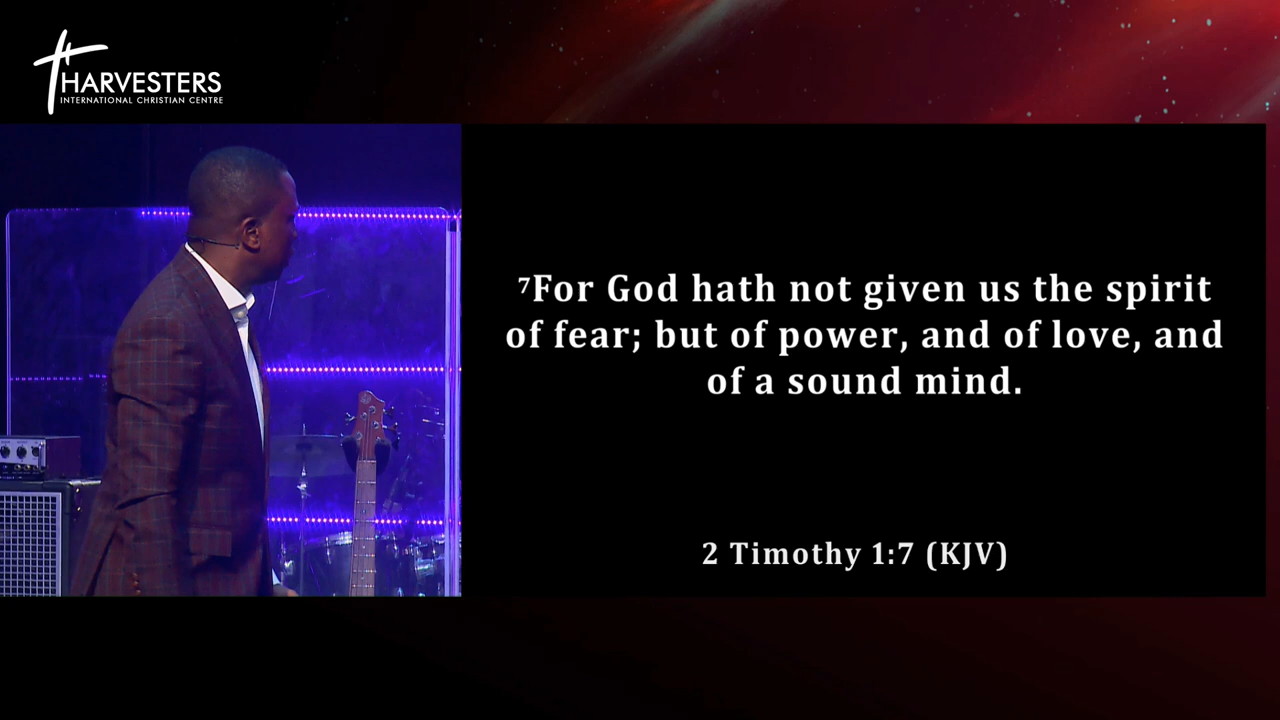 HARVESTERS
INTERNATIONAL CHRISTIAN CENTRE
⁷For God hath not given us the spirit
of fear; but of power, and of love, and
of a sound mind.
2 Timothy 1:7 (KJV)